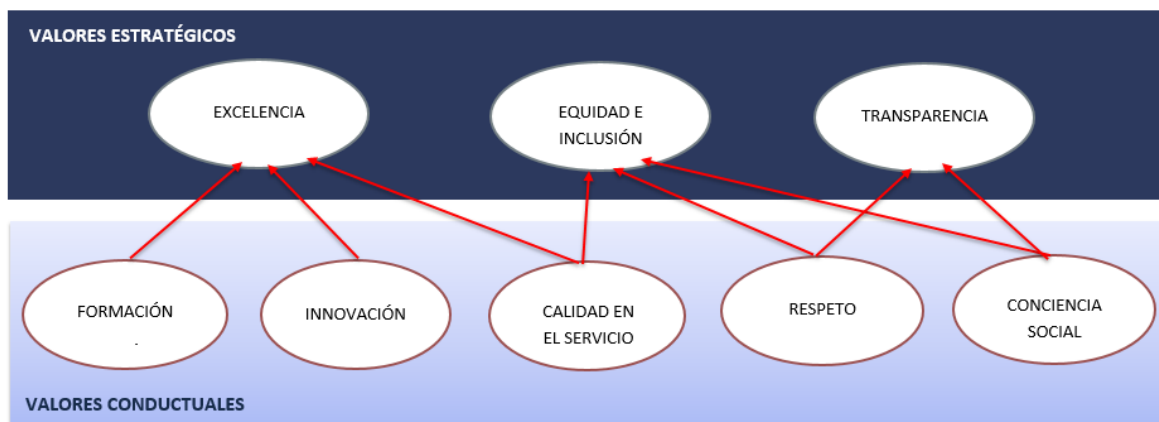 VALORES ESTRATÉGICOS
EXCELENCIA
EQUIDAD E
INCLUSIÓN
TRANSPARENCIA
FORMACIÓN
.
INNOVACIÓN
CALIDAD EN
EL SERVICIO
RESPETO
CONCIENCIA
SOCIAL
VALORES CONDUCTUALES